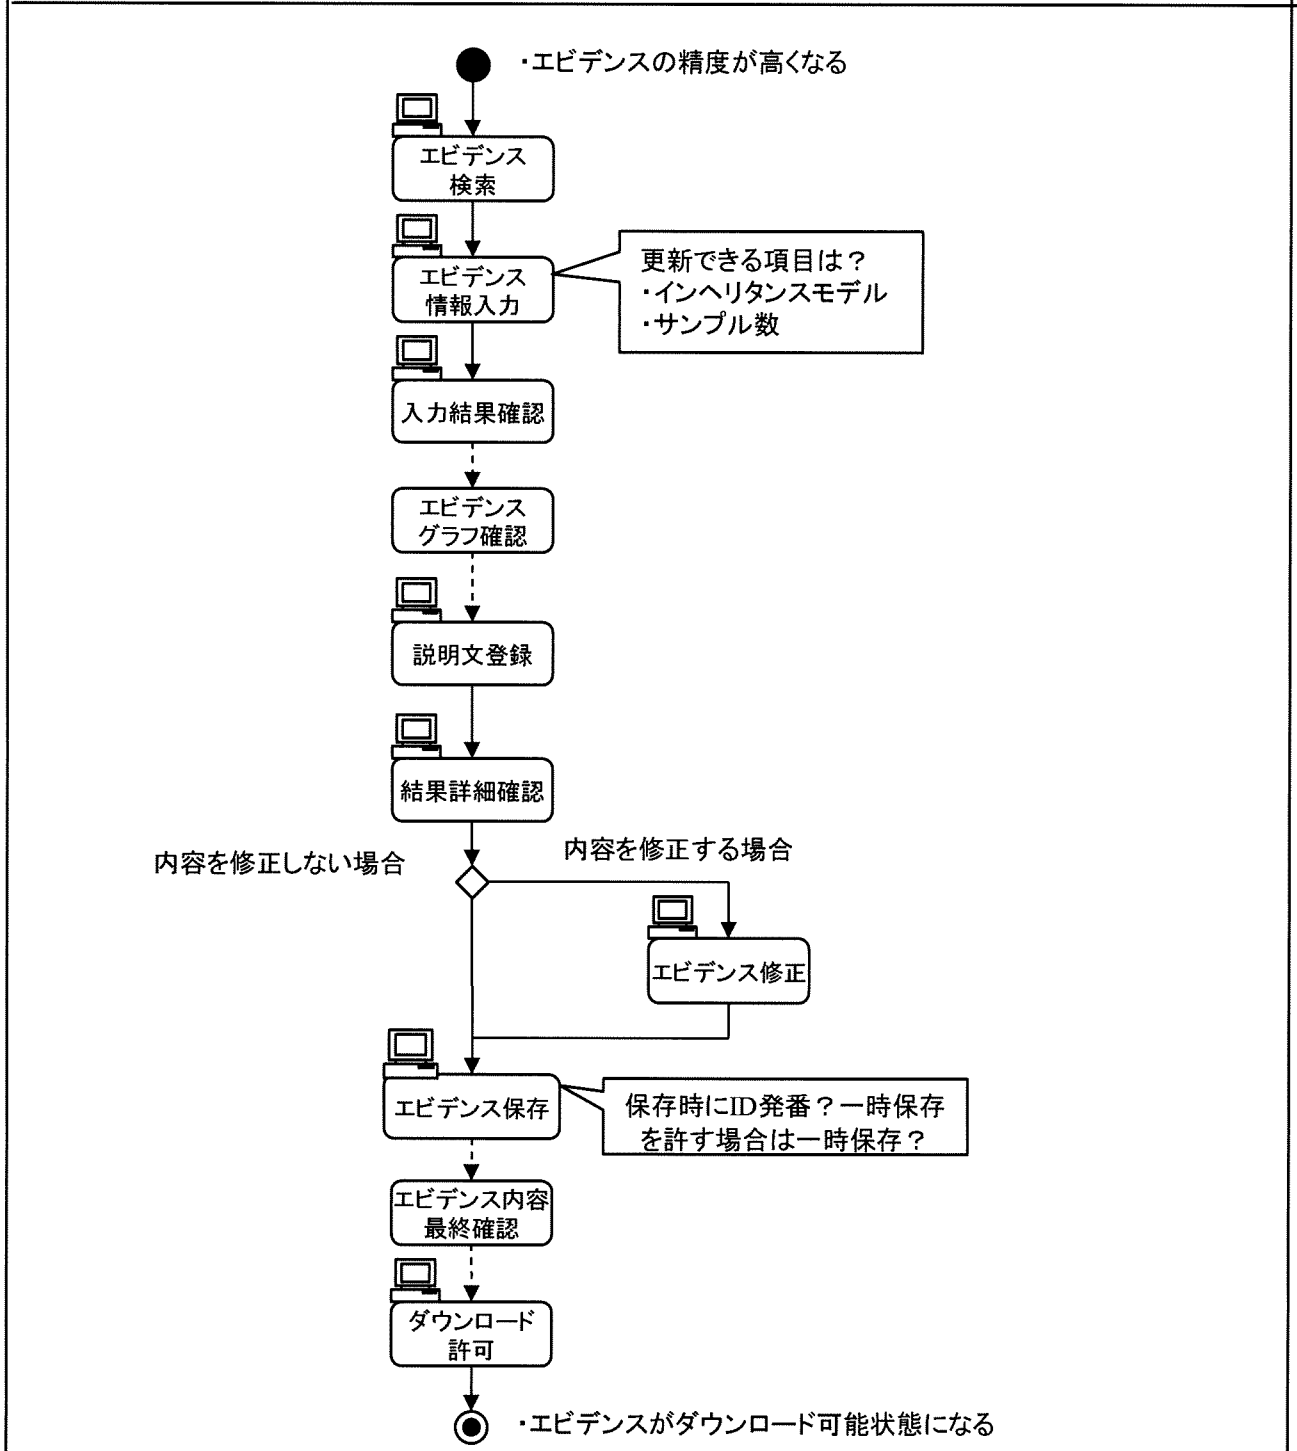 ・エビデンスの精度が高くなる
エビデンス
検索
エビデンス
情報入力
更新できる項目は？
・インヘリタンスモデル
・サンプル数
入力結果確認
エビデンス
グラフ確認
説明文登録
結果詳細確認
内容を修正しない場合
内容を修正する場合
エビデンス修正
エビデンス保存
保存時にID発番？一時保存
を許す場合は一時保存？
エビデンス内容
最終確認
ダウンロード
許可
・エビデンスがダウンロード可能状態になる